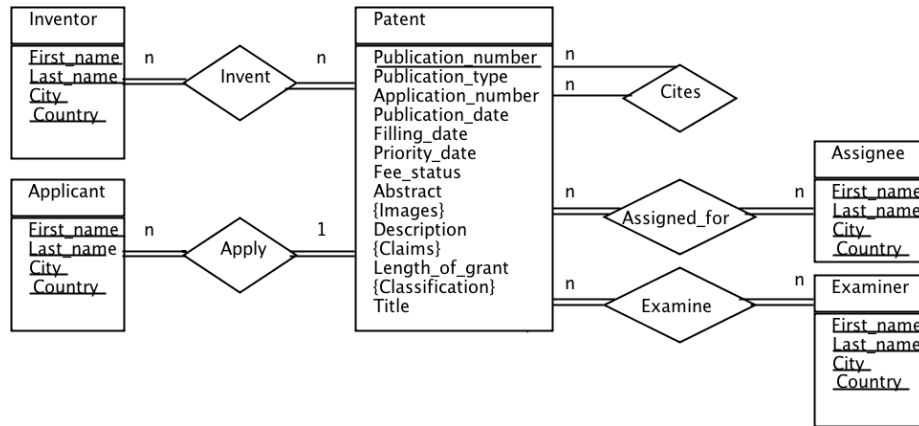 Inventor
First_name
Last_name
City
Country
n
Invent
n
Applicant
First_name
Last_name
City
Country
n
Apply
1
Patent
Publication_number
Publication_type
Application_number
Publication_date
Filling_date
Priority_date
Fee_status
Abstract
{Images}
Description
{Claims}
Length_of_grant
{Classification}
Title
n
n
Cites
n
Assigned_for
n
Assignee
First_name
Last_name
City
Country
n
Examine
n
Examiner
First_name
Last_name
City
Country